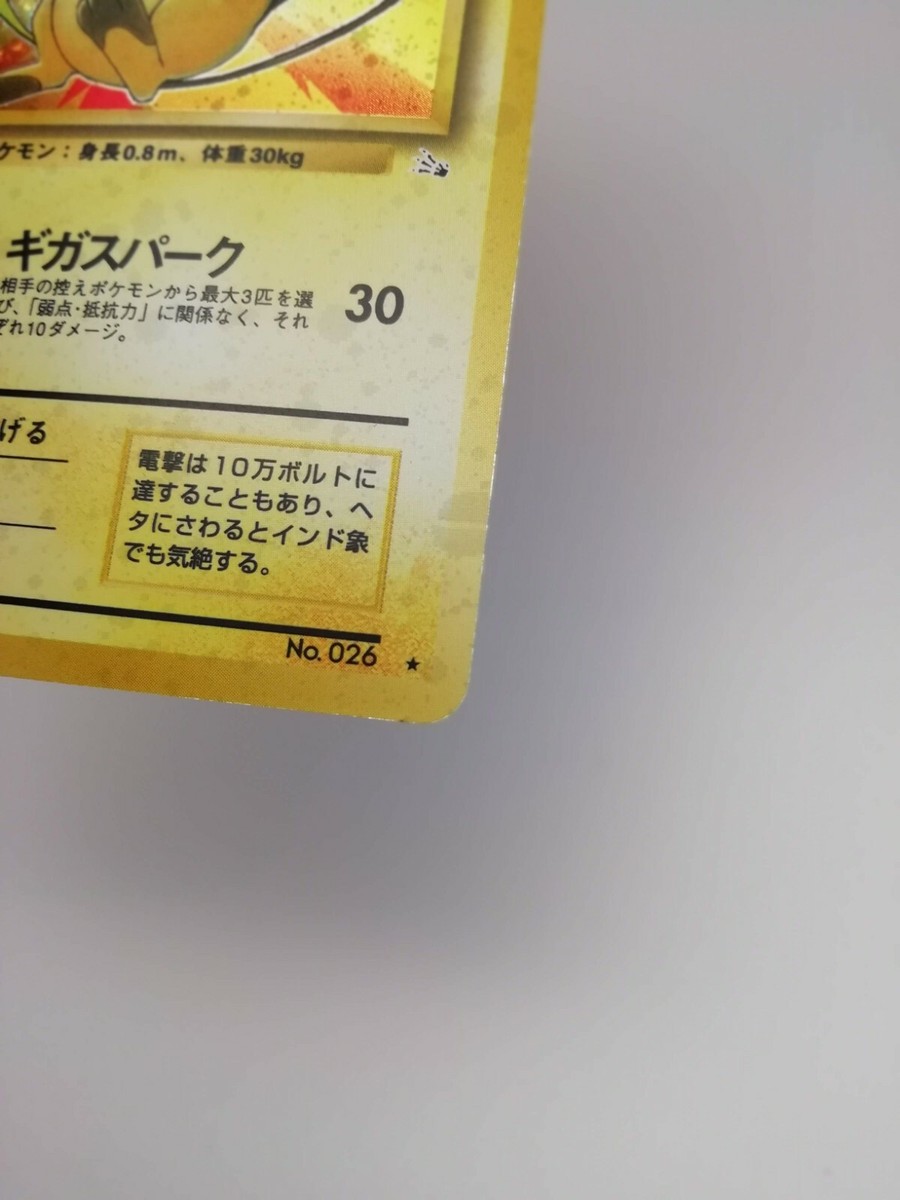 ケモン：身長0.8m、体重30kg
ギガスパーク
30
相手の控えポケモンから最大3匹を選
び、「弱点・抵抗力」に関係なく、それ
ぞれ10ダメージ。
げる
電撃は10万ボルトに
達することもあり、ヘ
タにさわるとインド象
でも気絶する。
No. 026 ★